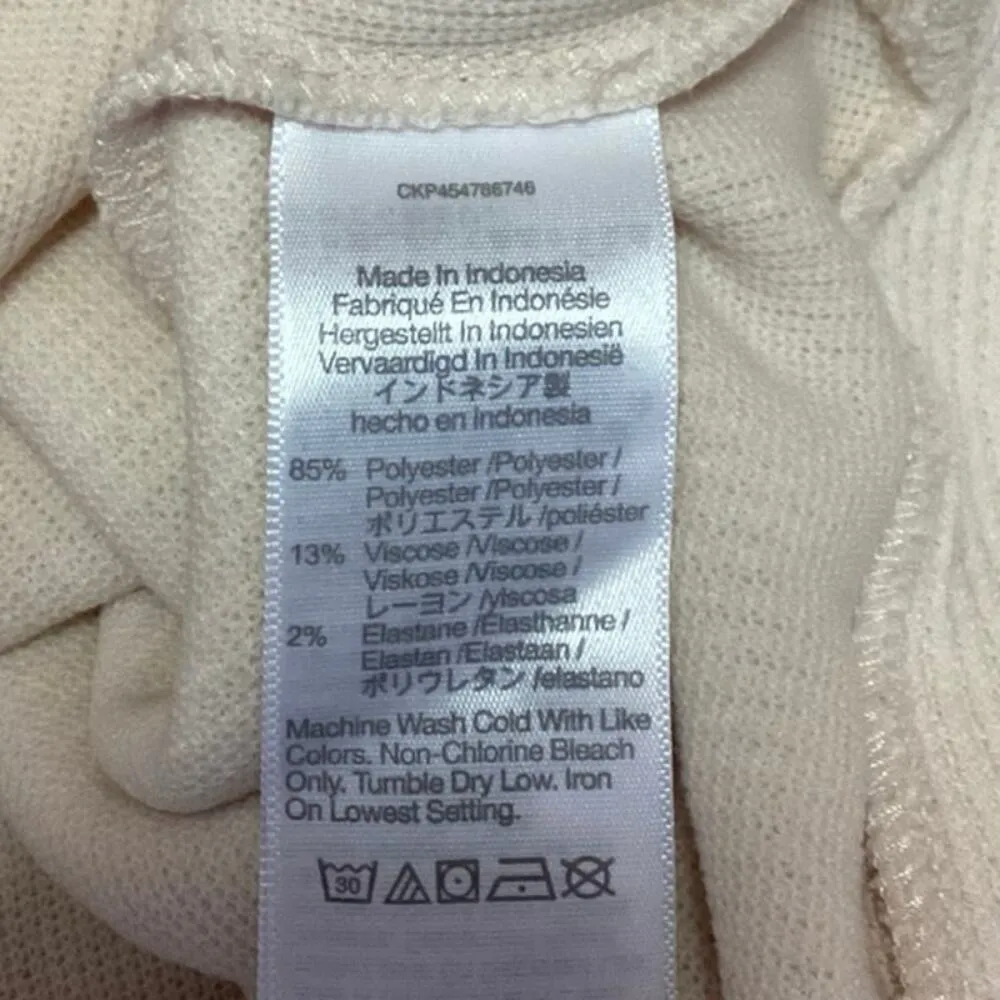 CKP454786746
Made In Indonesia
Fabriqué En Indonésie
Hergestellt In Indonesien
Vervaardigd In Indonesië
インドネシア製
hecho en Indonesia
85% Polyester /Polyester /
Polyester /Polyester /
ポリエステル /poliéster
13% Viscose /Viscose /
Viskose /Viscose /
レーヨン /viscosa
2% Elastane /Élasthanne /
Elastan /Elastaan /
ポリウレタン /elastano
Machine Wash Cold With Like
Colors. Non-Chlorine Bleach
Only. Tumble Dry Low. Iron
On Lowest Setting.
30